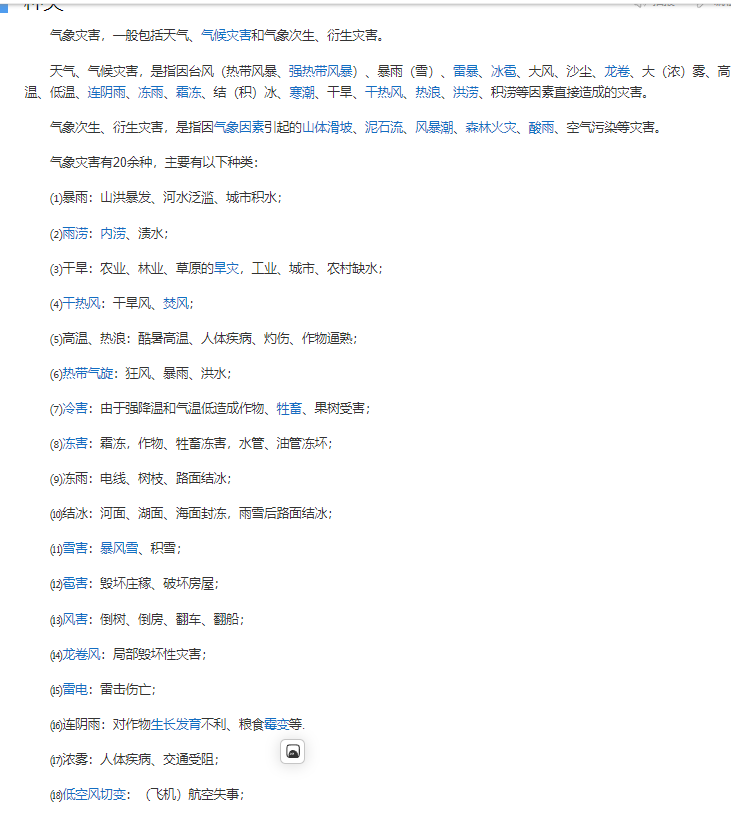 种类
气象灾害，一般包括天气、气候灾害和气象次生、衍生灾害。
天气、气候灾害，是指因台风（热带风暴、强热带风暴）、暴雨（雪）、雷暴、冰雹、大风、沙尘、龙卷、大（浓）雾、高
温、低温、连阴雨、冻雨、霜冻、结（积）冰、寒潮、干旱、干热风、热浪、洪涝、积涝等因素直接造成的灾害。
气象次生、衍生灾害，是指因气象因素引起的山体滑坡、泥石流、风暴潮、森林火灾、酸雨、空气污染等灾害。
气象灾害有20余种，主要有以下种类：
⑴暴雨：山洪暴发、河水泛滥、城市积水；
⑵雨涝：内涝、渍水；
⑶干旱：农业、林业、草原的旱灾，工业、城市、农村缺水；
⑷干热风：干旱风、焚风；
⑸高温、热浪：酷暑高温、人体疾病、灼伤、作物逼熟；
⑹热带气旋：狂风、暴雨、洪水；
⑺冷害：由于强降温和气温低造成作物、牲畜、果树受害；
⑻冻害：霜冻，作物、牲畜冻害，水管、油管冻坏；
⑼冻雨：电线、树枝、路面结冰；
⑽结冰：河面、湖面、海面封冻，雨雪后路面结冰；
⑾雪害：暴风雪、积雪；
⑿雹害：毁坏庄稼、破坏房屋；
⒀风害：倒树、倒房、翻车、翻船；
⒁龙卷风：局部毁坏性灾害；
⒂雷电：雷击伤亡；
⒃连阴雨：对作物生长发育不利、粮食霉变等.
⒄浓雾：人体疾病、交通受阻；
⒅低空风切变：（飞机）航空失事；